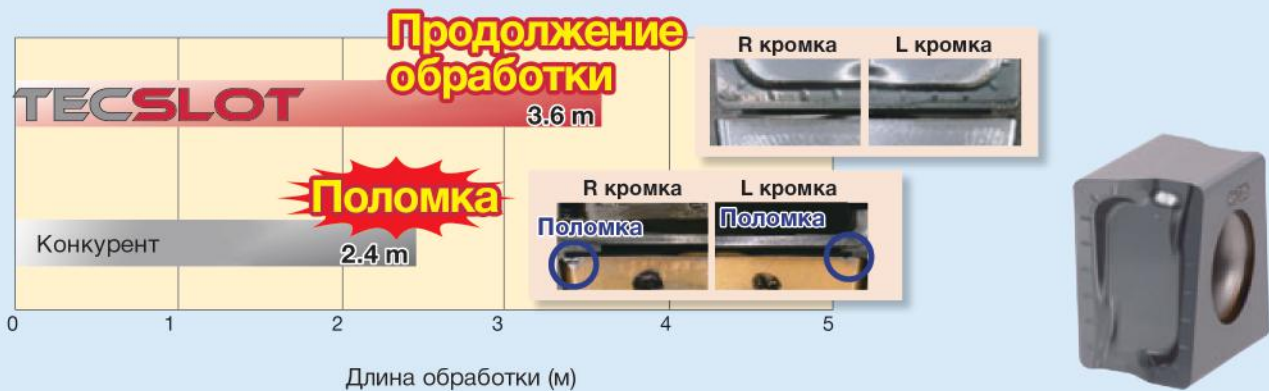 Продолжение
обработки
TECSLOT
3.6 m
R кромка
L кромка
Поломка
Конкурент
2.4 m
R кромка
L кромка
Поломка
Поломка
0
1
2
3
4
5
Длина обработки (м)